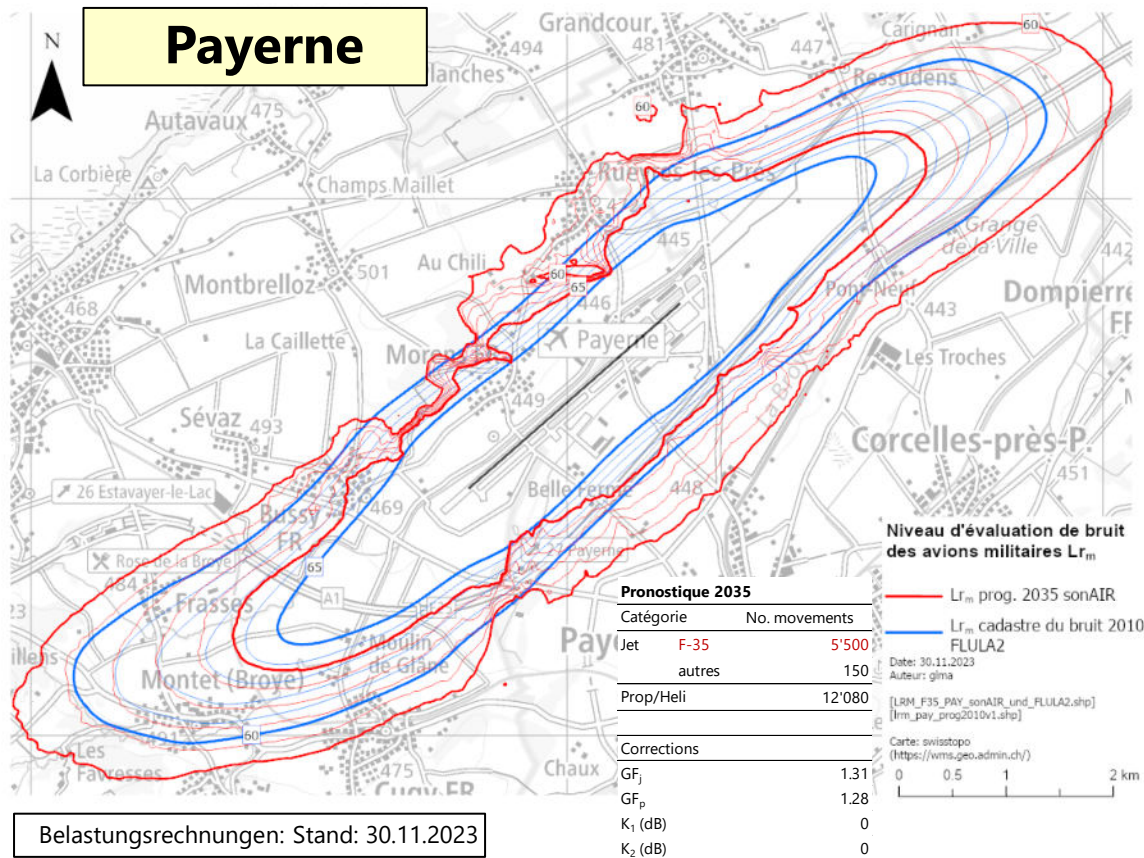 Payerne
N
Grandcour
Carignan
60
494
481
447
Ressudens
Autavaux
475
60
La Corbière
Champs Maillet
445
Grange
de-la-Ville
442
Au Chili
501
Montbrelloz
60
65
446
Pont-Neuf
443
Dompierre
FR
468
La Caillette
Payerne
Les Troches
Sévaz
493
449
Corcelles-près-P.
451
26 Estavayer-le-Lac
469
Belle Ferme
448
Bussy
FR
27 Payerne
Rose de la Broye
65
484
A1
Frasses
Moulin
de Glâne
Montet (Broye)
491
60
Les
Favresses
475
Cugy FR
Chaux
Niveau d'évaluation de bruit
des avions militaires Lrm
Lrm prog. 2035 sonAIR
Lrm cadastre du bruit 2010
FLULA2
Date: 30.11.2023
Auteur: gima
[LRM_F35_PAY_sonAIR_und_FLULA2.shp]
[lrm_pay_prog2010v1.shp]
Carte: swisstopo
(https://wms.geo.admin.ch/)
0 0.5 1 2 km
Pronostique 2035
Catégorie No. movements
Jet F-35 5'500
autres 150
Prop/Heli 12'080
Corrections
GFj 1.31
GFp 1.28
K1 (dB) 0
K2 (dB) 0
Belastungsrechnungen: Stand: 30.11.2023